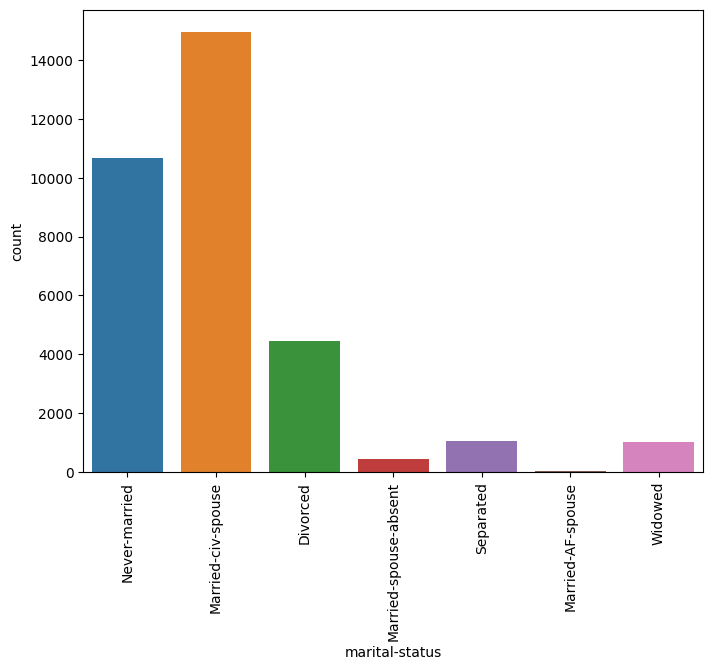 14000
12000
10000
8000
6000
4000
2000
0
count
Never-married
Married-civ-spouse
Divorced
Married-spouse-absent
Separated
Married-AF-spouse
Widowed
marital-status